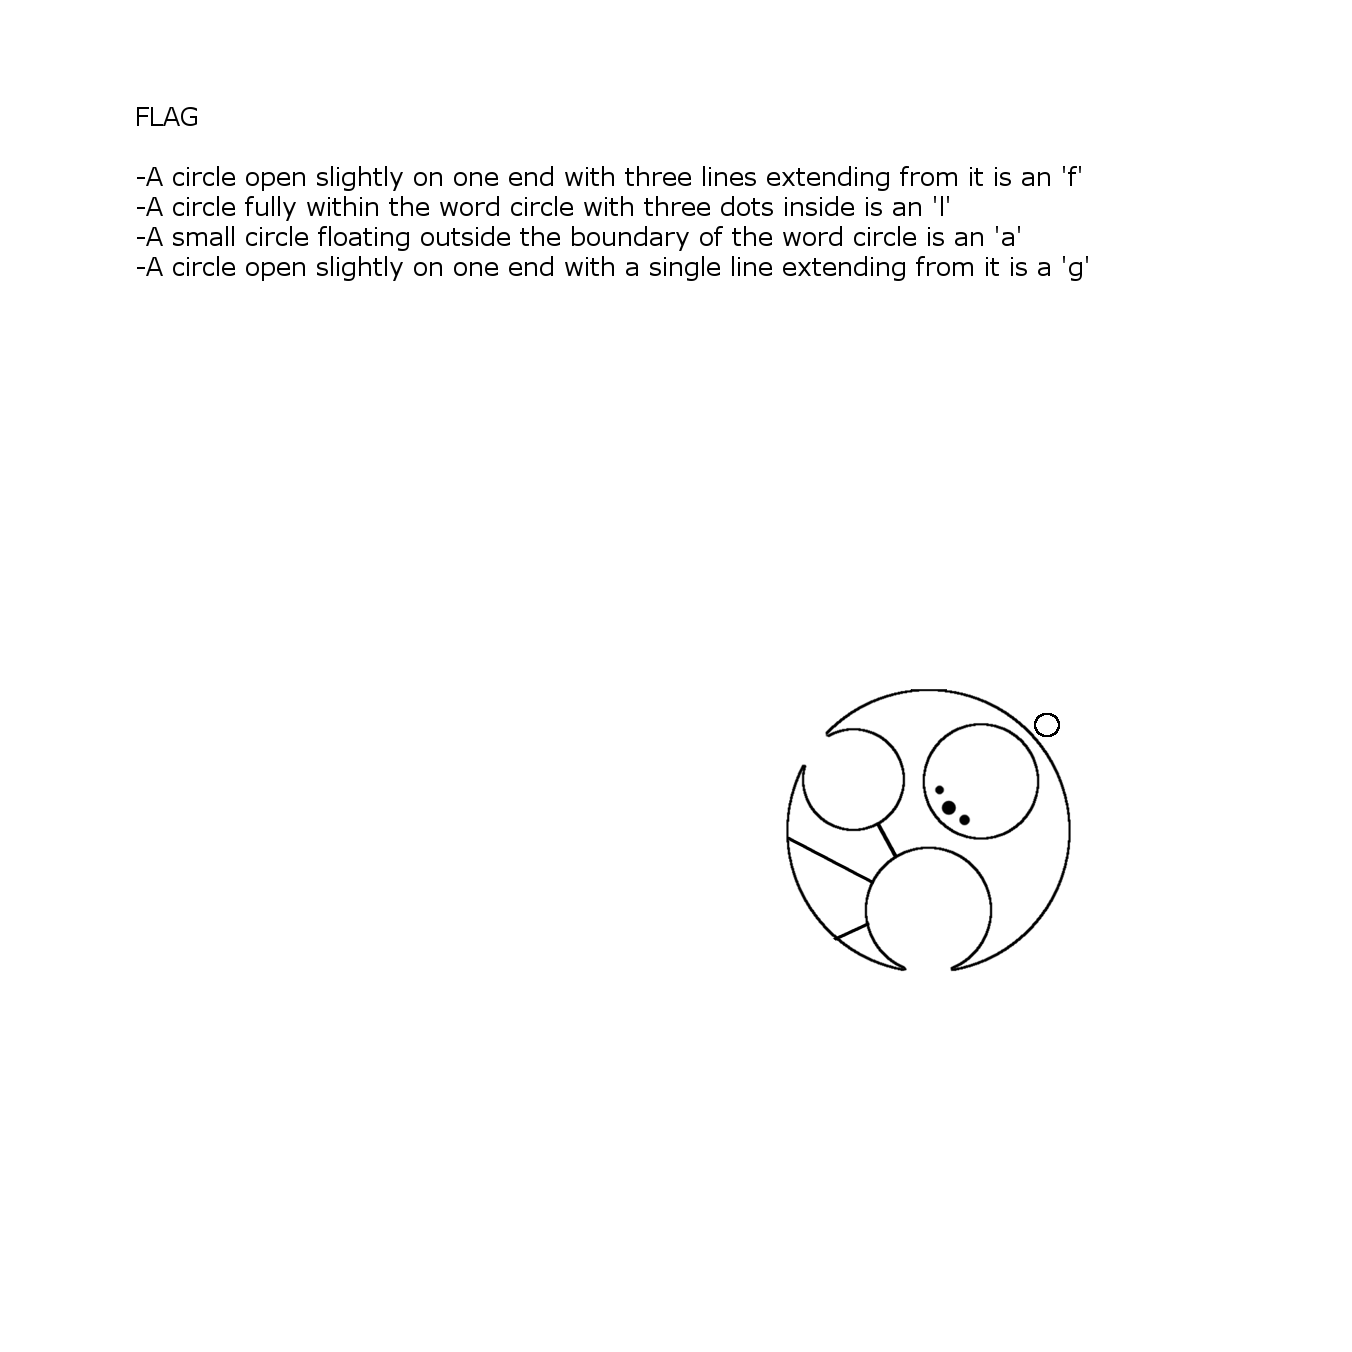 FLAG
-A circle open slightly on one end with three lines extending from it is an 'f'
-A circle fully within the word circle with three dots inside is an 'l'
-A small circle floating outside the boundary of the word circle is an 'a'
-A circle open slightly on one end with a single line extending from it is a 'g'